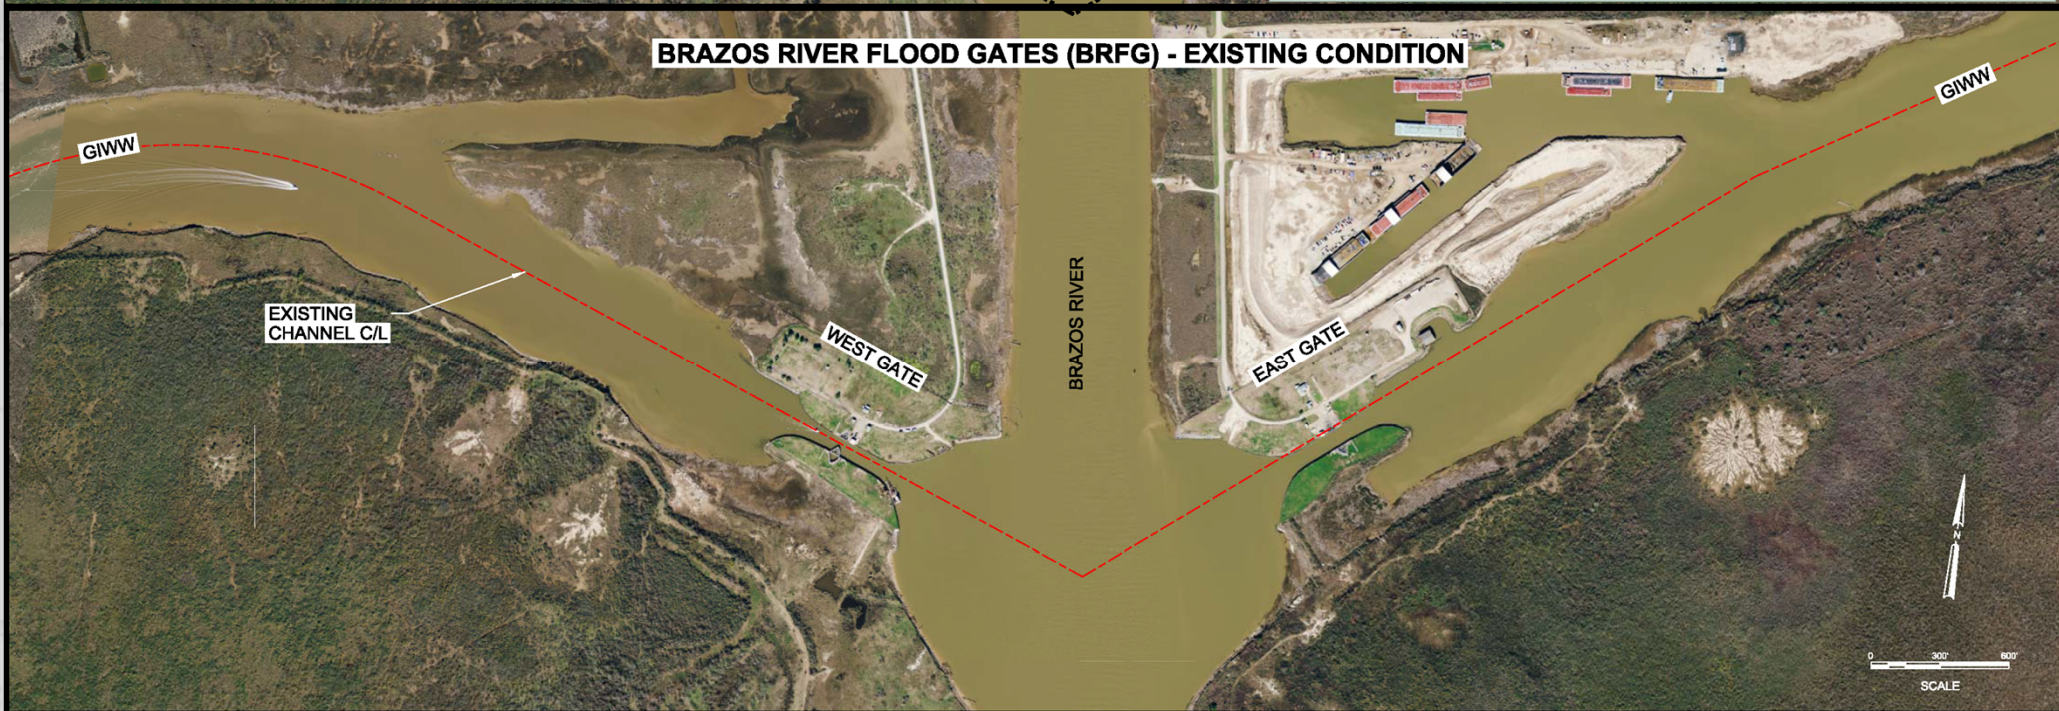 BRAZOS RIVER FLOOD GATES (BRFG) - EXISTING CONDITION
GIWW
GIWW
EXISTING
CHANNEL C/L
WEST GATE
BRAZOS RIVER
EAST GATE
N
0 300' 600'
SCALE